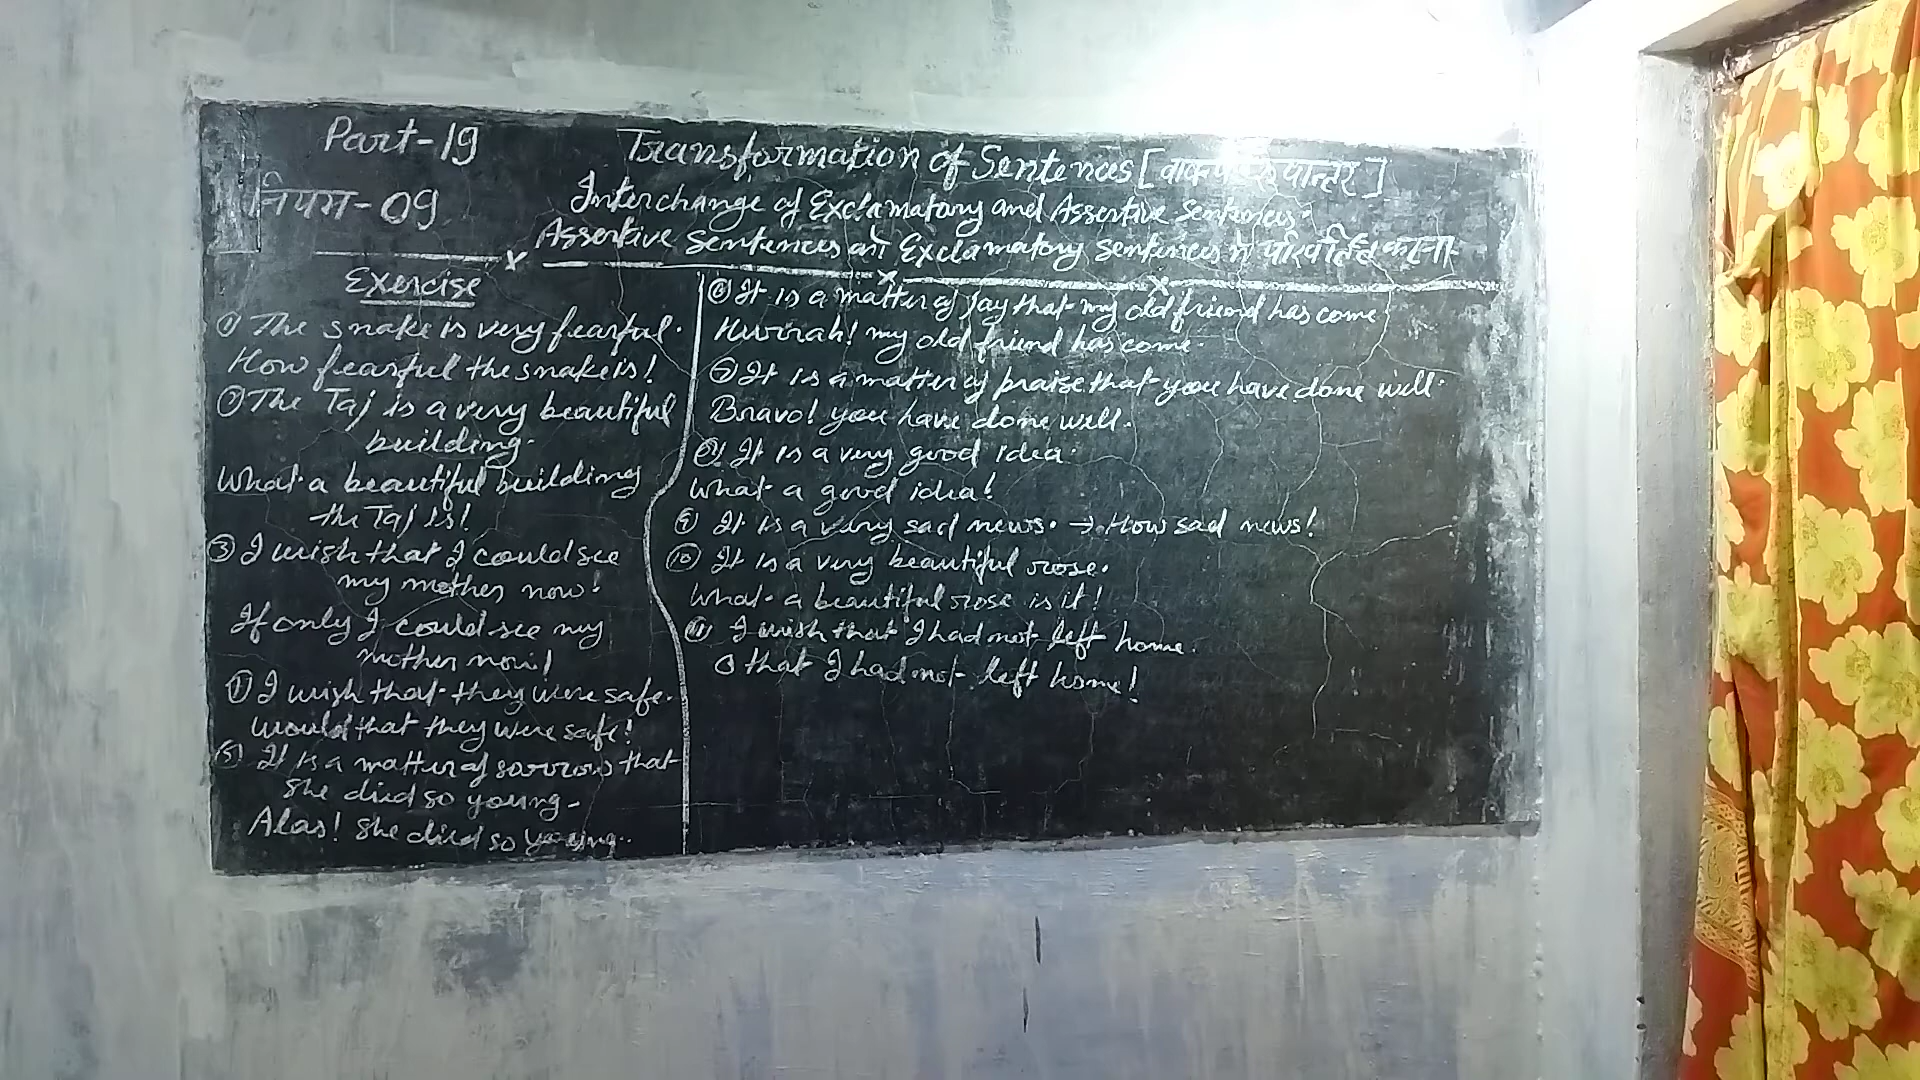 Part-19
Transformation of Sentences [वाक्य रूपान्तर]
नियम-09
Interchange of Exclamatory and Assertive Sentences.
Assertive Sentences का Exclamatory Sentences में परिवर्तित करना
Exercise
① The snake is very fearful.
How fearful the snake is!
② The Taj is a very beautiful
building.
What a beautiful building
the Taj is!
③ I wish that I could see
my mother now!
If only I could see my
mother now!
I wish that they were safe.
Would that they were safe!
⑤ It is a matter of sorrow that
she died so young.
Alas! she died so young.
⑥ It is a matter of joy that my old friend has come.
Hurrah! my old friend has come.
⑦ It is a matter of praise that you have done well.
Bravo! you have done well.
⑧ It is a very good idea.
What a good idea!
⑨ It is a very sad news. → How sad news!
⑩ It is a very beautiful rose.
What a beautiful rose is it!
⑪ I wish that I had not left home.
O that I had not left home!